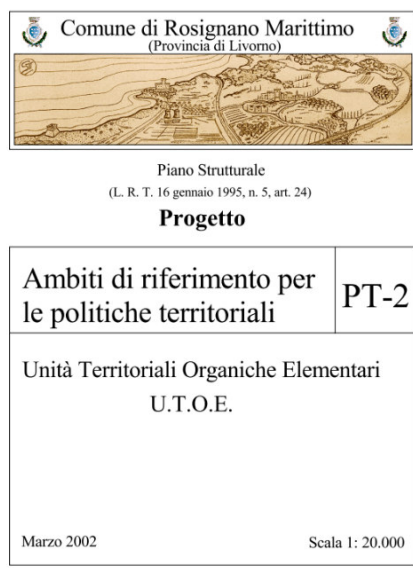 Comune di Rosignano Marittimo
(Provincia di Livorno)
Piano Strutturale
(L. R. T. 16 gennaio 1995, n. 5, art. 24)
Progetto
Ambiti di riferimento per
le politiche territoriali
PT-2
Unità Territoriali Organiche Elementari
U.T.O.E.
Marzo 2002
Scala 1: 20.000